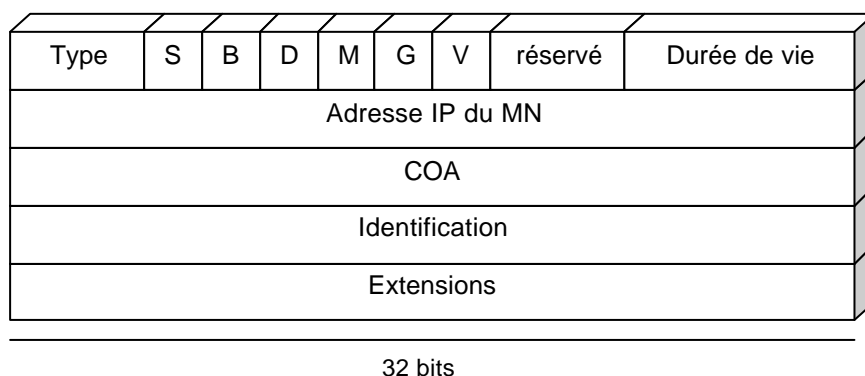 Type S B D M G V réservé Durée de vie
Adresse IP du MN
COA
Identification
Extensions
32 bits